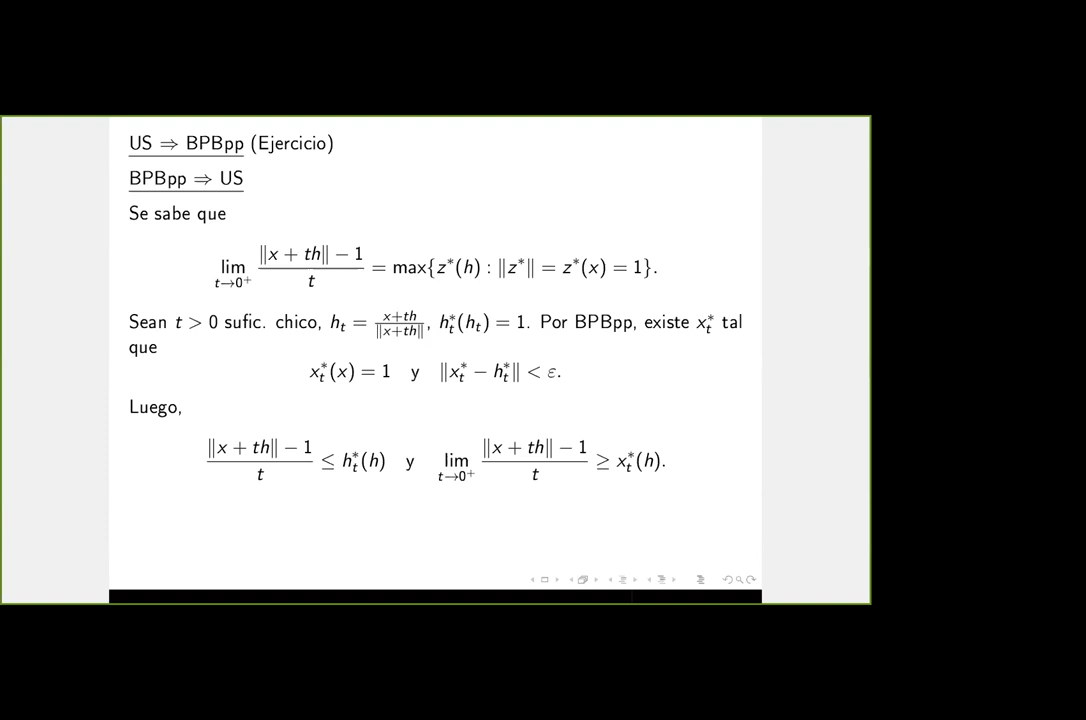 US ⇒ BPBpp (Ejercicio)
BPBpp ⇒ US
Se sabe que
lim_{t→0⁺} (‖x + th‖ − 1)/t = max{z*(h) : ‖z*‖ = z*(x) = 1}.
Sean t > 0 sufic. chico, h_t = (x+th)/‖x+th‖, h_t*(h_t) = 1. Por BPBpp, existe x_t* tal
que
x_t*(x) = 1 y ‖x_t* − h_t*‖ < ε.
Luego,
(‖x + th‖ − 1)/t ≤ h_t*(h) y lim_{t→0⁺} (‖x + th‖ − 1)/t ≥ x_t*(h).